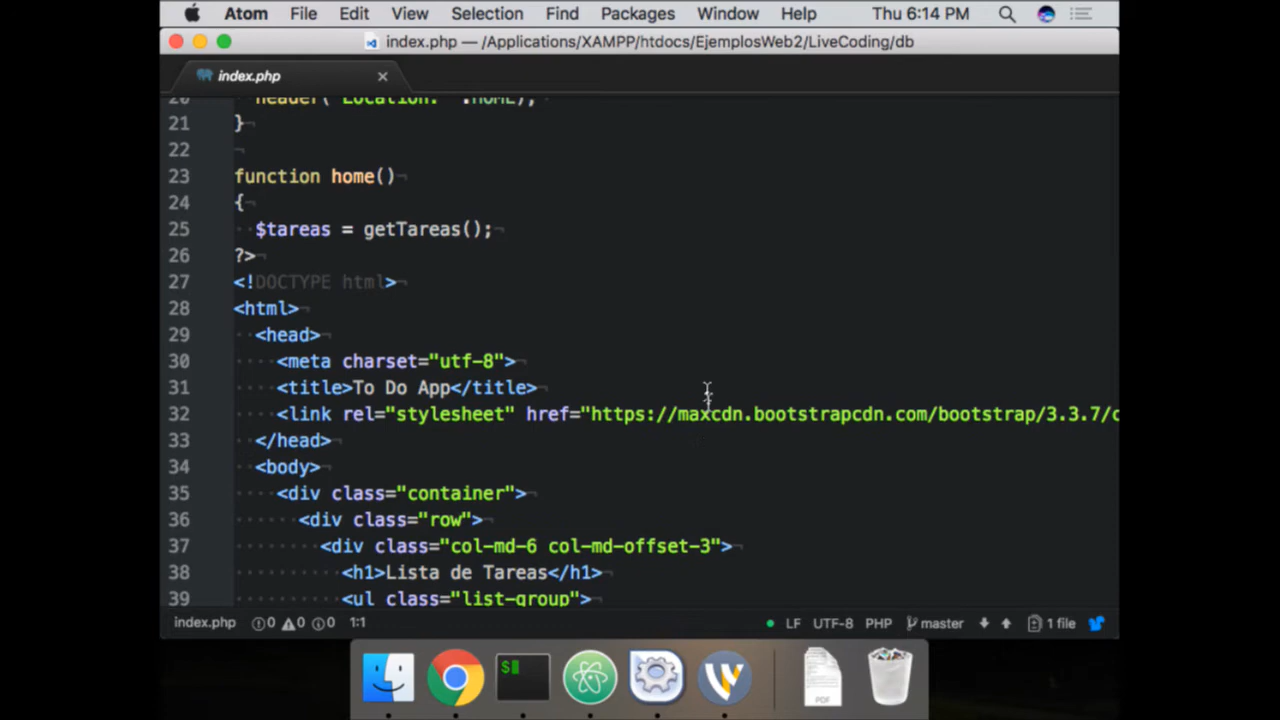 Atom File Edit View Selection Find Packages Window Help Thu 6:14 PM
index.php — /Applications/XAMPP/htdocs/EjemplosWeb2/LiveCoding/db
index.php
20 header("Location: ".HOME);
21 }
22
23 function home()
24 {
25 $tareas = getTareas();
26 ?>
27 <!DOCTYPE html>
28 <html>
29 <head>
30 <meta charset="utf-8">
31 <title>To Do App</title>
32 <link rel="stylesheet" href="https://maxcdn.bootstrapcdn.com/bootstrap/3.3.7/c
33 </head>
34 <body>
35 <div class="container">
36 <div class="row">
37 <div class="col-md-6 col-md-offset-3">
38 <h1>Lista de Tareas</h1>
39 <ul class="list-group">
index.php 0 0 0 1:1 LF UTF-8 PHP master 1 file
$
PDF